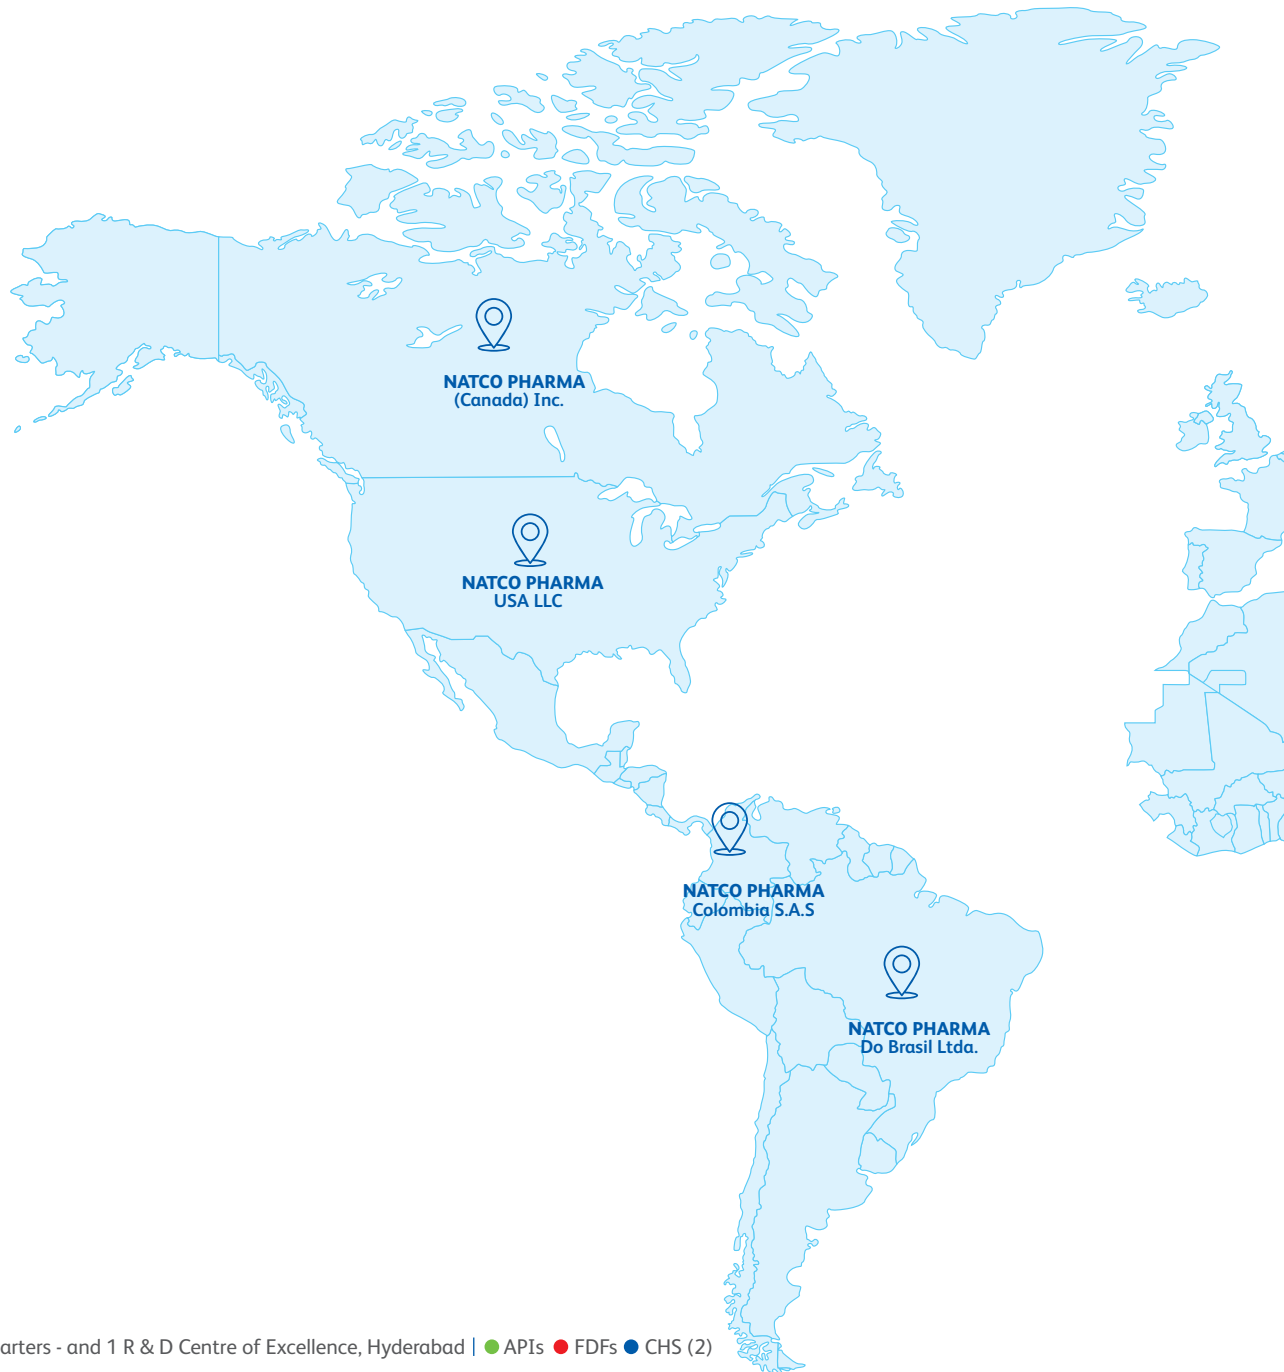 NATCO PHARMA
(Canada) Inc.
NATCO PHARMA
USA LLC
NATCO PHARMA
Colombia S.A.S
NATCO PHARMA
Do Brasil Ltda.
arters - and 1 R & D Centre of Excellence, Hyderabad | APIs FDFs CHS (2)